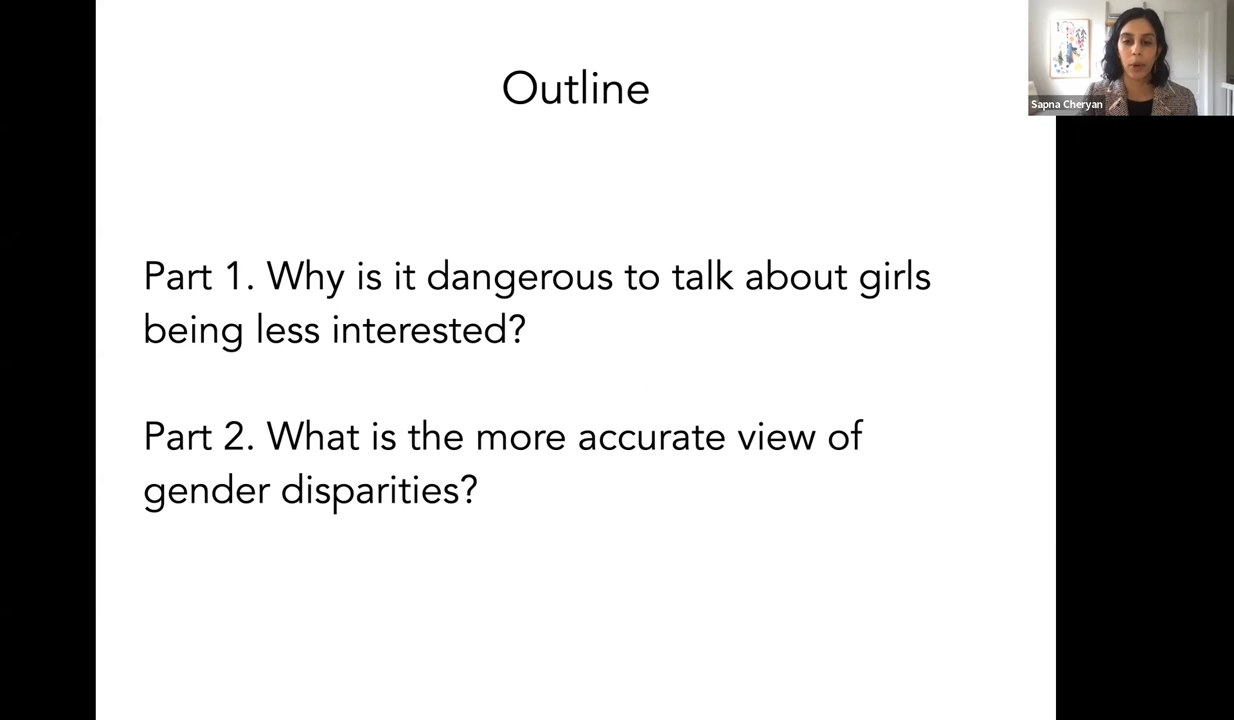 Outline
Sapna Cheryan
Part 1. Why is it dangerous to talk about girls
being less interested?
Part 2. What is the more accurate view of
gender disparities?